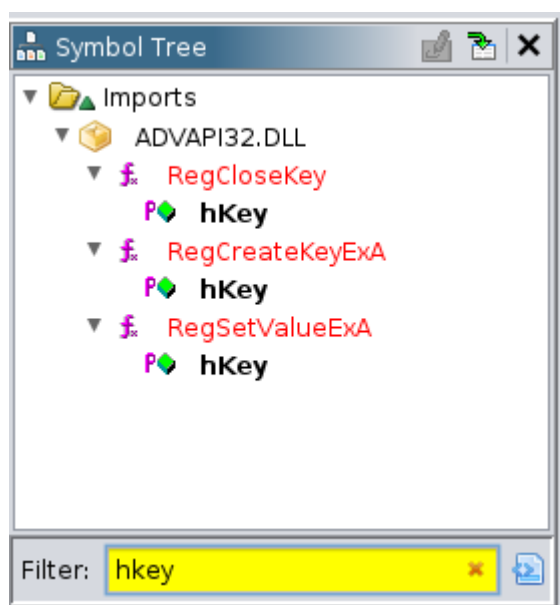 Symbol Tree
Imports
ADVAPI32.DLL
RegCloseKey
hKey
RegCreateKeyExA
hKey
RegSetValueExA
hKey
Filter: hkey